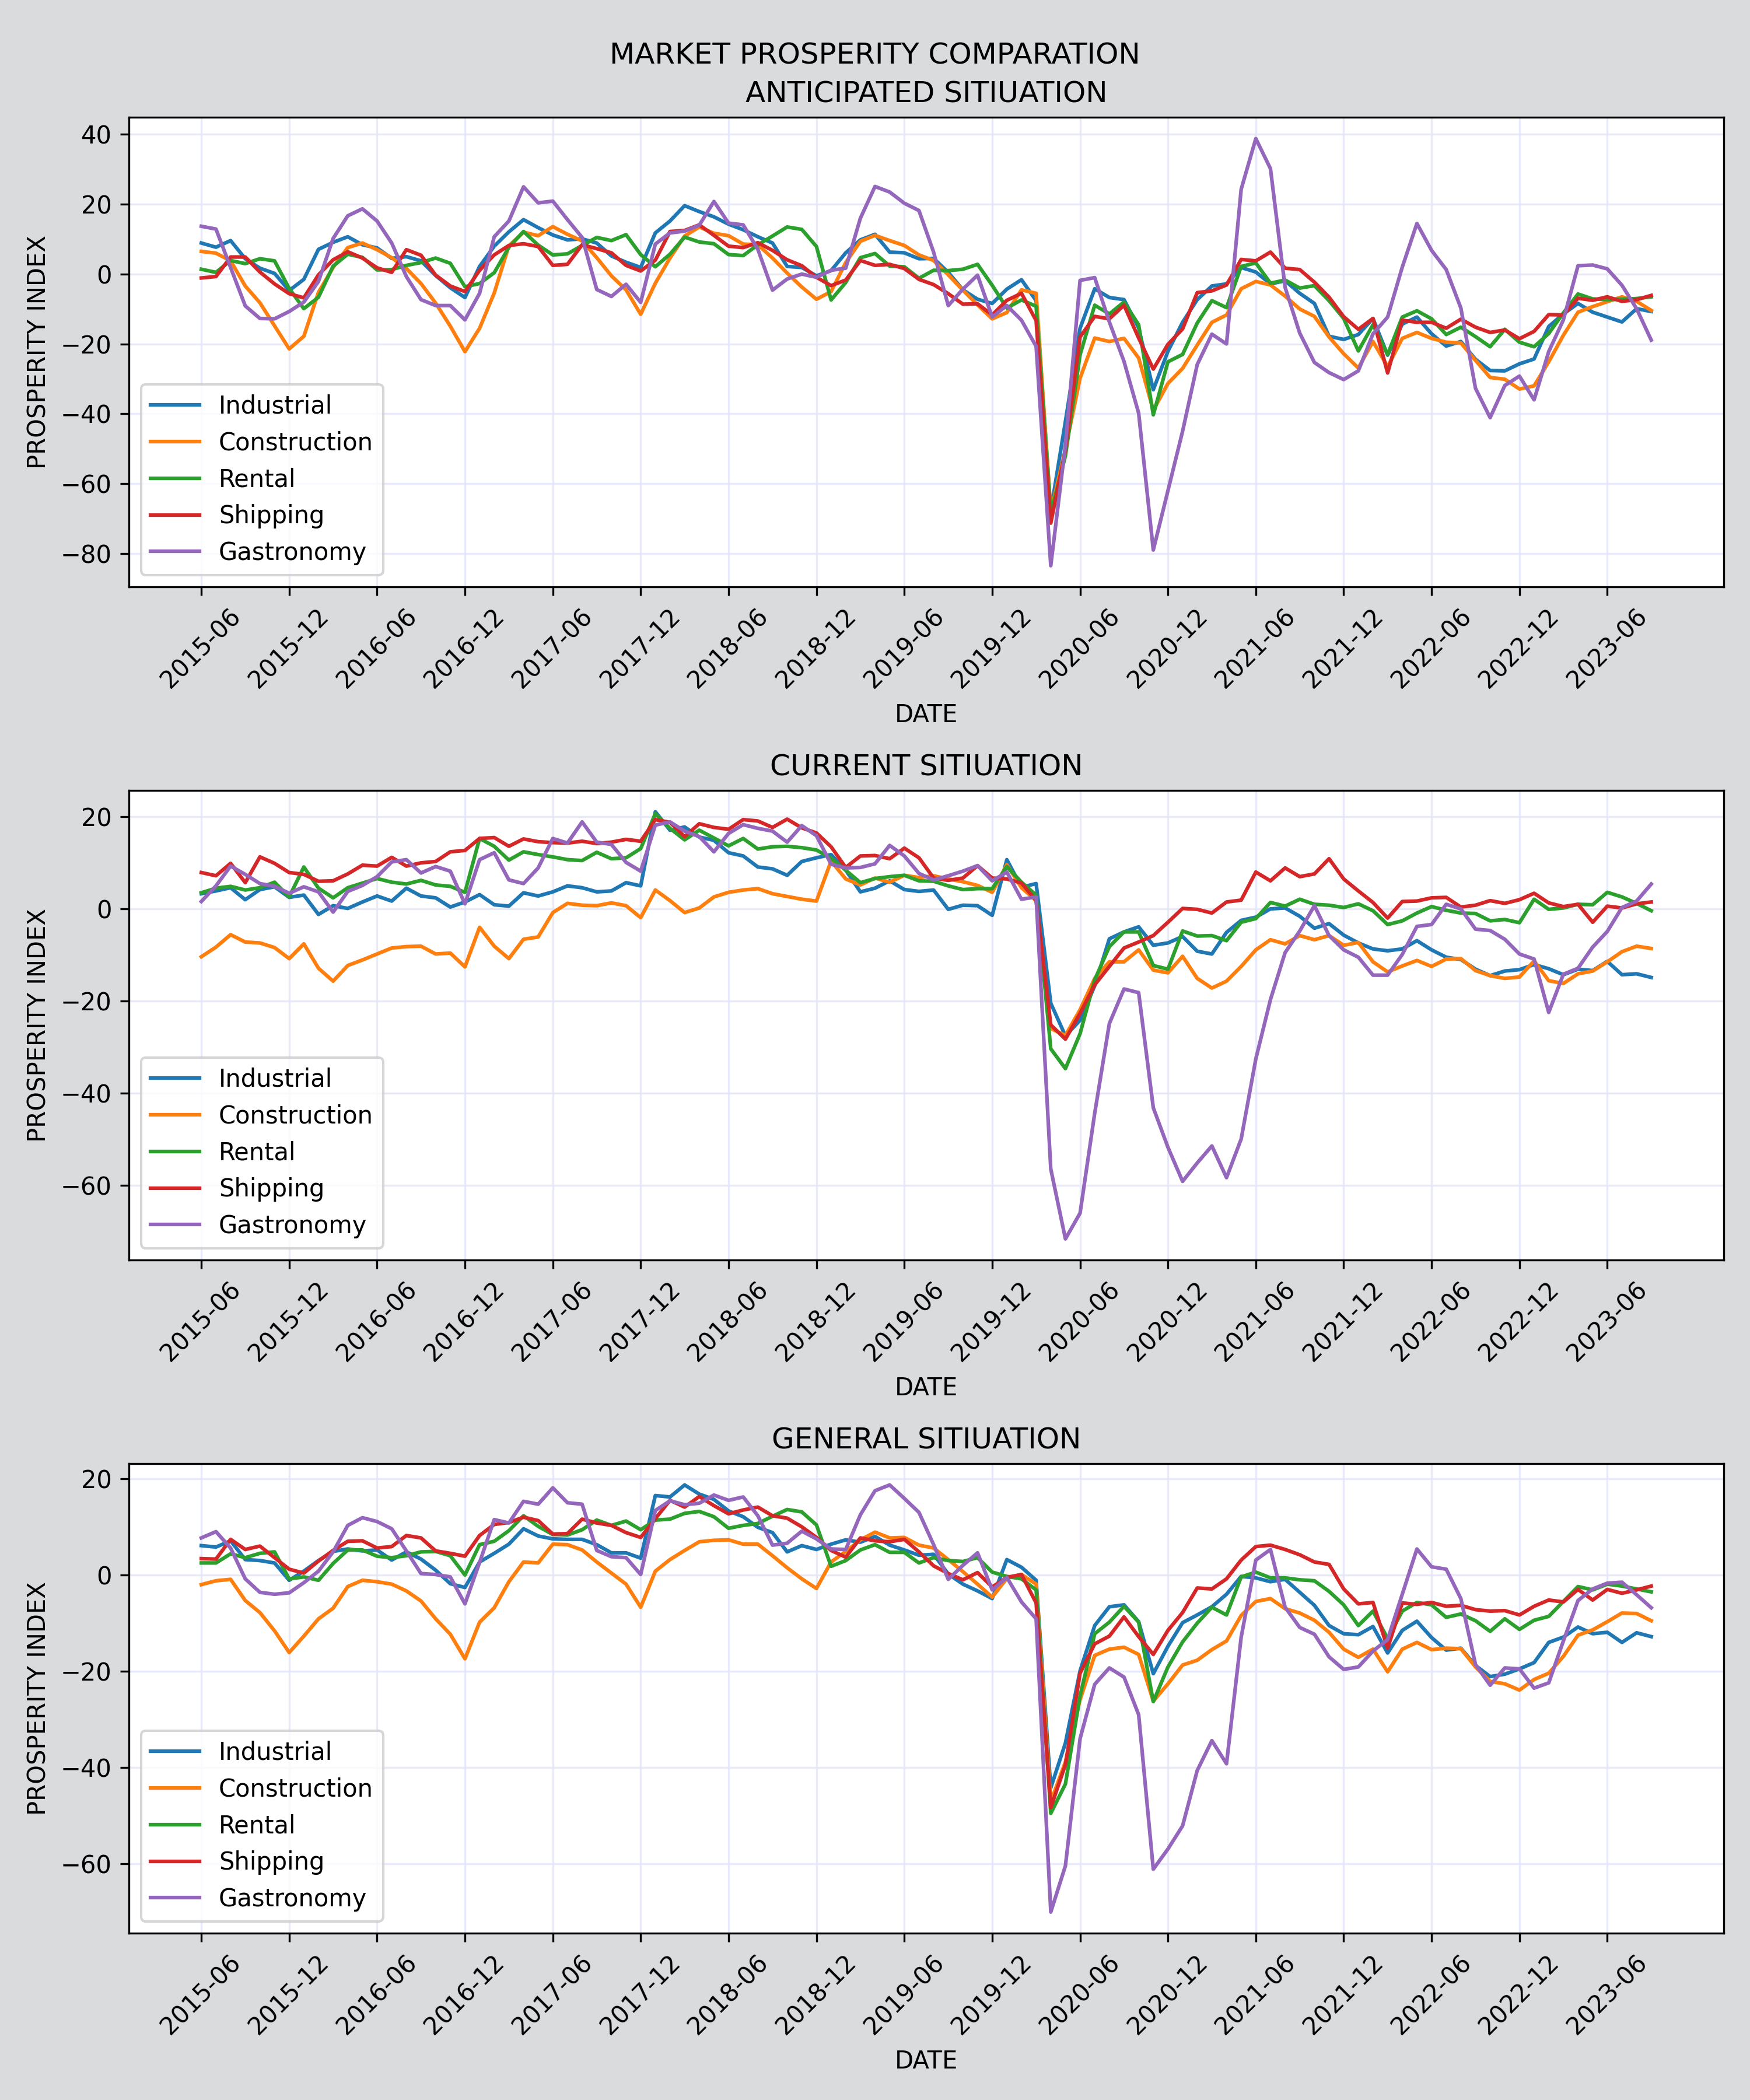 MARKET PROSPERITY COMPARATION
ANTICIPATED SITIUATION
PROSPERITY INDEX
40
20
0
−20
−40
−60
−80
Industrial
Construction
Rental
Shipping
Gastronomy
2015-06 2015-12 2016-06 2016-12 2017-06 2017-12 2018-06 2018-12 2019-06 2019-12 2020-06 2020-12 2021-06 2021-12 2022-06 2022-12 2023-06
DATE
CURRENT SITIUATION
PROSPERITY INDEX
20
0
−20
−40
−60
Industrial
Construction
Rental
Shipping
Gastronomy
2015-06 2015-12 2016-06 2016-12 2017-06 2017-12 2018-06 2018-12 2019-06 2019-12 2020-06 2020-12 2021-06 2021-12 2022-06 2022-12 2023-06
DATE
GENERAL SITIUATION
PROSPERITY INDEX
20
0
−20
−40
−60
Industrial
Construction
Rental
Shipping
Gastronomy
2015-06 2015-12 2016-06 2016-12 2017-06 2017-12 2018-06 2018-12 2019-06 2019-12 2020-06 2020-12 2021-06 2021-12 2022-06 2022-12 2023-06
DATE